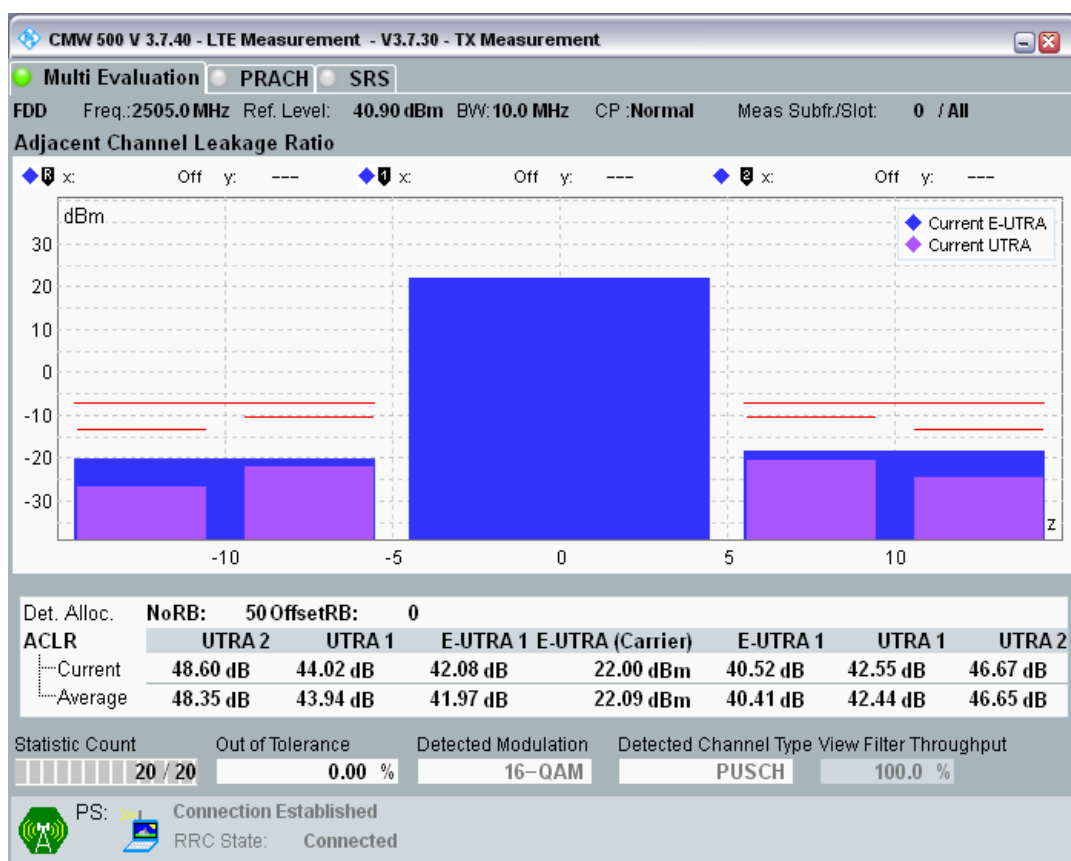 CMW 500 V 3.7.40 - LTE Measurement - V3.7.30 - TX Measurement
Multi Evaluation PRACH SRS
FDD Freq.:2505.0 MHz Ref. Level: 40.90 dBm BW:10.0 MHz CP :Normal Meas Subfr./Slot: 0 / All
Adjacent Channel Leakage Ratio
R x: Off y: --- 1 x: Off y: --- 2 x: Off y: ---
dBm
Current E-UTRA
Current UTRA
30
20
10
0
-10
-20
-30
z
-10 -5 0 5 10
Det. Alloc. NoRB: 50 OffsetRB: 0
ACLR UTRA 2 UTRA 1 E-UTRA 1 E-UTRA (Carrier) E-UTRA 1 UTRA 1 UTRA 2
Current 48.60 dB 44.02 dB 42.08 dB 22.00 dBm 40.52 dB 42.55 dB 46.67 dB
Average 48.35 dB 43.94 dB 41.97 dB 22.09 dBm 40.41 dB 42.44 dB 46.65 dB
Statistic Count Out of Tolerance Detected Modulation Detected Channel Type View Filter Throughput
20 / 20 0.00 % 16-QAM PUSCH 100.0 %
PS: Connection Established
RRC State: Connected